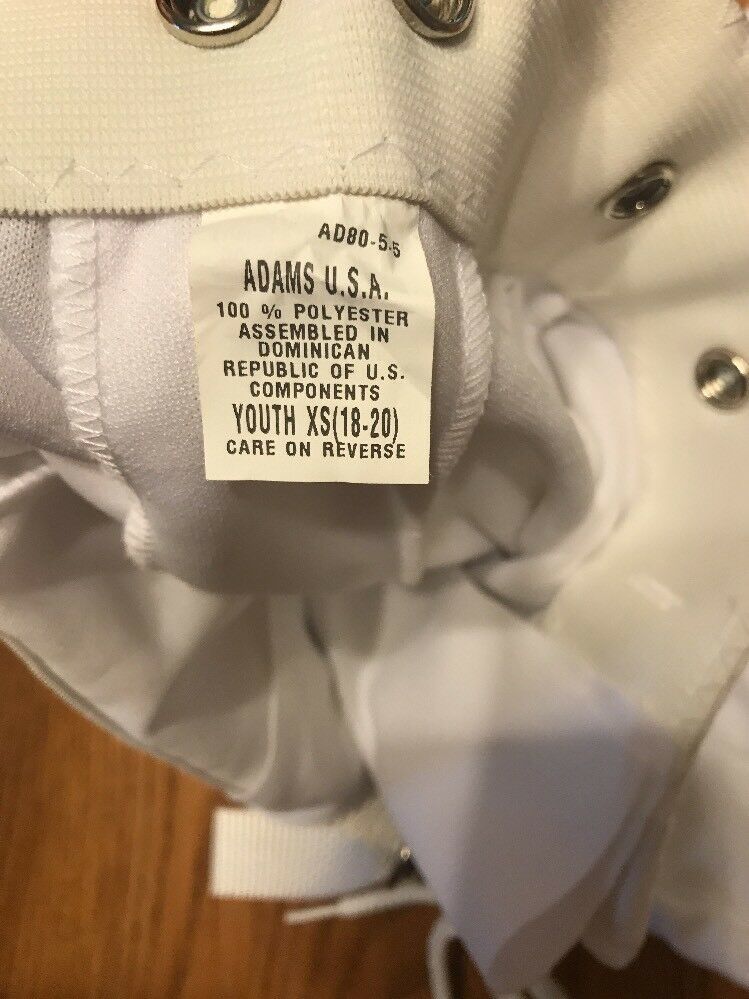 AD80-5-5
ADAMS U.S.A.
100 % POLYESTER
ASSEMBLED IN
DOMINICAN
REPUBLIC OF U.S.
COMPONENTS
YOUTH XS(18-20)
CARE ON REVERSE